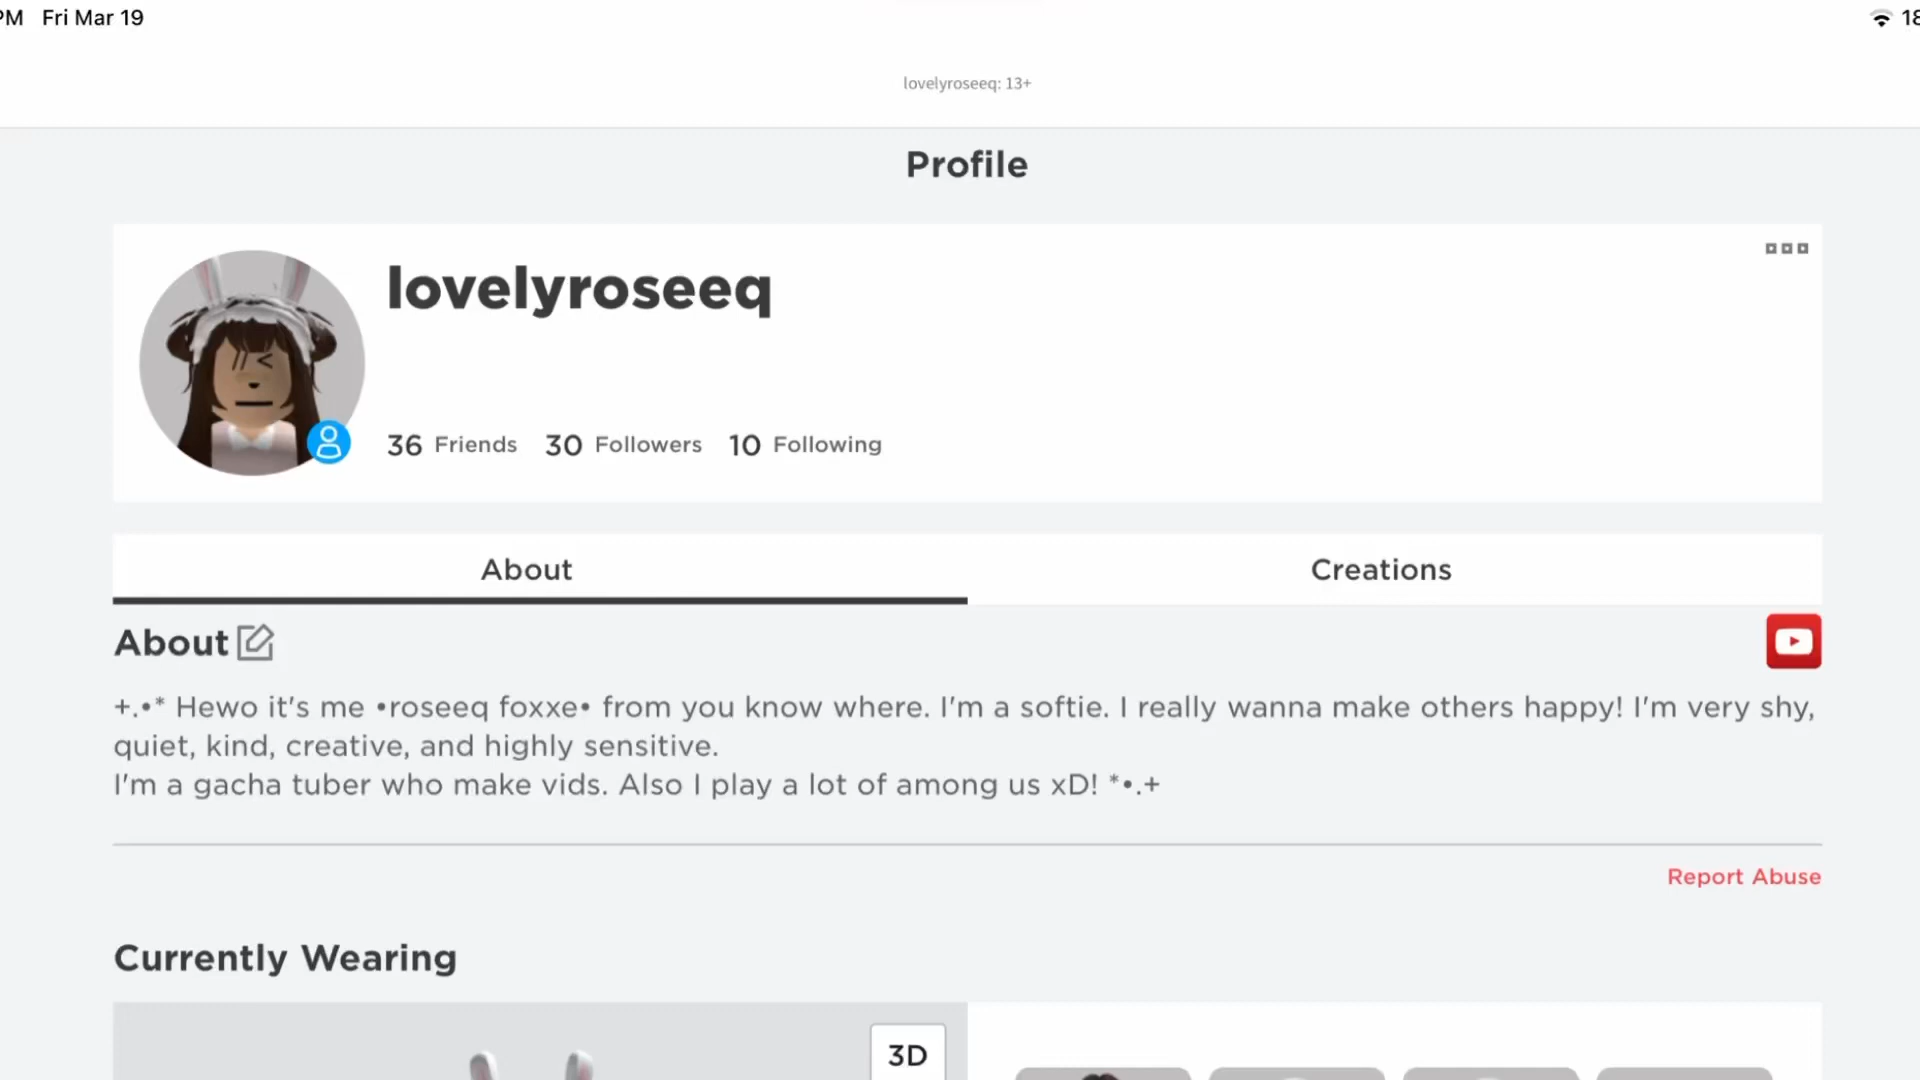 PM Fri Mar 19 18
lovelyroseeq: 13+
Profile
lovelyroseeq
36 Friends 30 Followers 10 Following
About Creations
About
+.•* Hewo it's me •roseeq foxxe• from you know where. I'm a softie. I really wanna make others happy! I'm very shy,
quiet, kind, creative, and highly sensitive.
I'm a gacha tuber who make vids. Also I play a lot of among us xD! *•.+
Report Abuse
Currently Wearing
3D